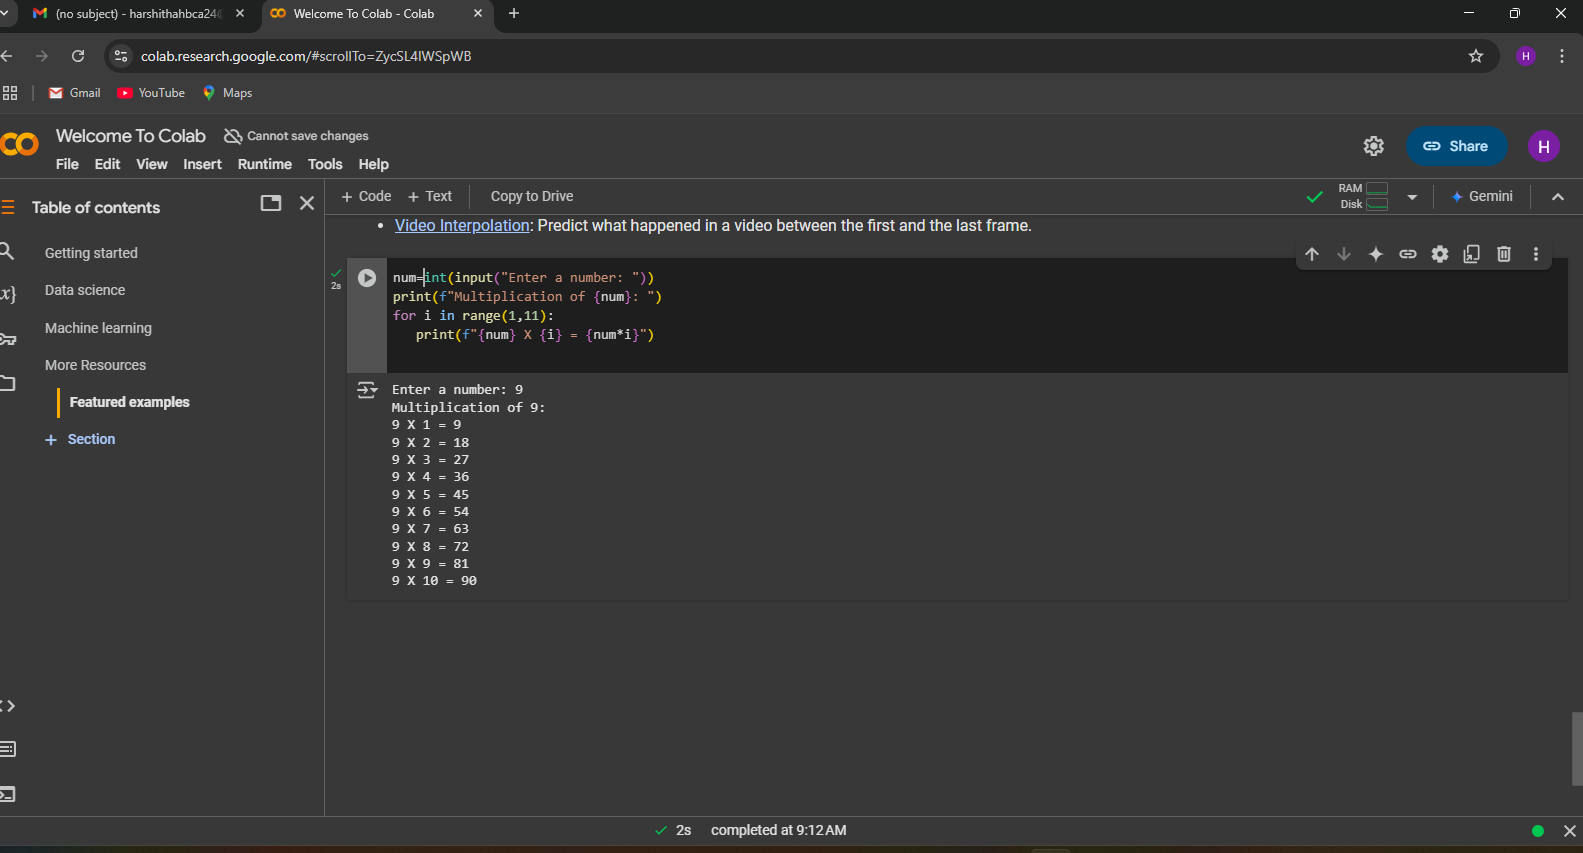 (no subject) - harshithahbca24
Welcome To Colab - Colab
colab.research.google.com/#scrollTo=ZycSL4lWSpWB
H
Gmail
YouTube
Maps
Welcome To Colab
Cannot save changes
File Edit View Insert Runtime Tools Help
Share
H
Table of contents
+ Code + Text
Copy to Drive
RAM
Disk
Gemini
Getting started
Data science
Machine learning
More Resources
Featured examples
+ Section
• Video Interpolation: Predict what happened in a video between the first and the last frame.
2s
num=int(input("Enter a number: "))
print(f"Multiplication of {num}: ")
for i in range(1,11):
   print(f"{num} X {i} = {num*i}")
Enter a number: 9
Multiplication of 9:
9 X 1 = 9
9 X 2 = 18
9 X 3 = 27
9 X 4 = 36
9 X 5 = 45
9 X 6 = 54
9 X 7 = 63
9 X 8 = 72
9 X 9 = 81
9 X 10 = 90
2s completed at 9:12 AM